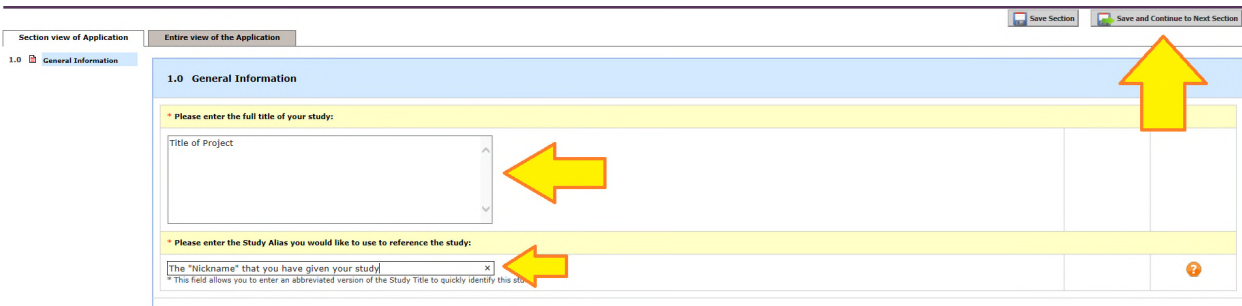 Save Section
Save and Continue to Next Section
Section view of Application
Entire view of the Application
1.0 General Information
1.0 General Information
* Please enter the full title of your study:
Title of Project
* Please enter the Study Alias you would like to use to reference the study:
The "Nickname" that you have given your study
* This field allows you to enter an abbreviated version of the Study Title to quickly identify this